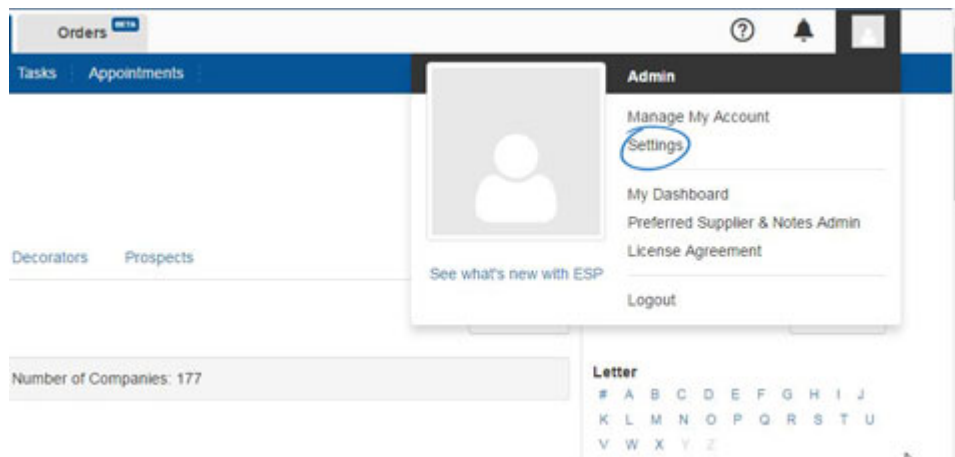 Orders BETA
Tasks Appointments
Admin
Manage My Account
Settings
My Dashboard
Preferred Supplier & Notes Admin
License Agreement
See what's new with ESP
Logout
Decorators Prospects
Number of Companies: 177
Letter
# A B C D E F G H I J
K L M N O P Q R S T U
V W X Y Z